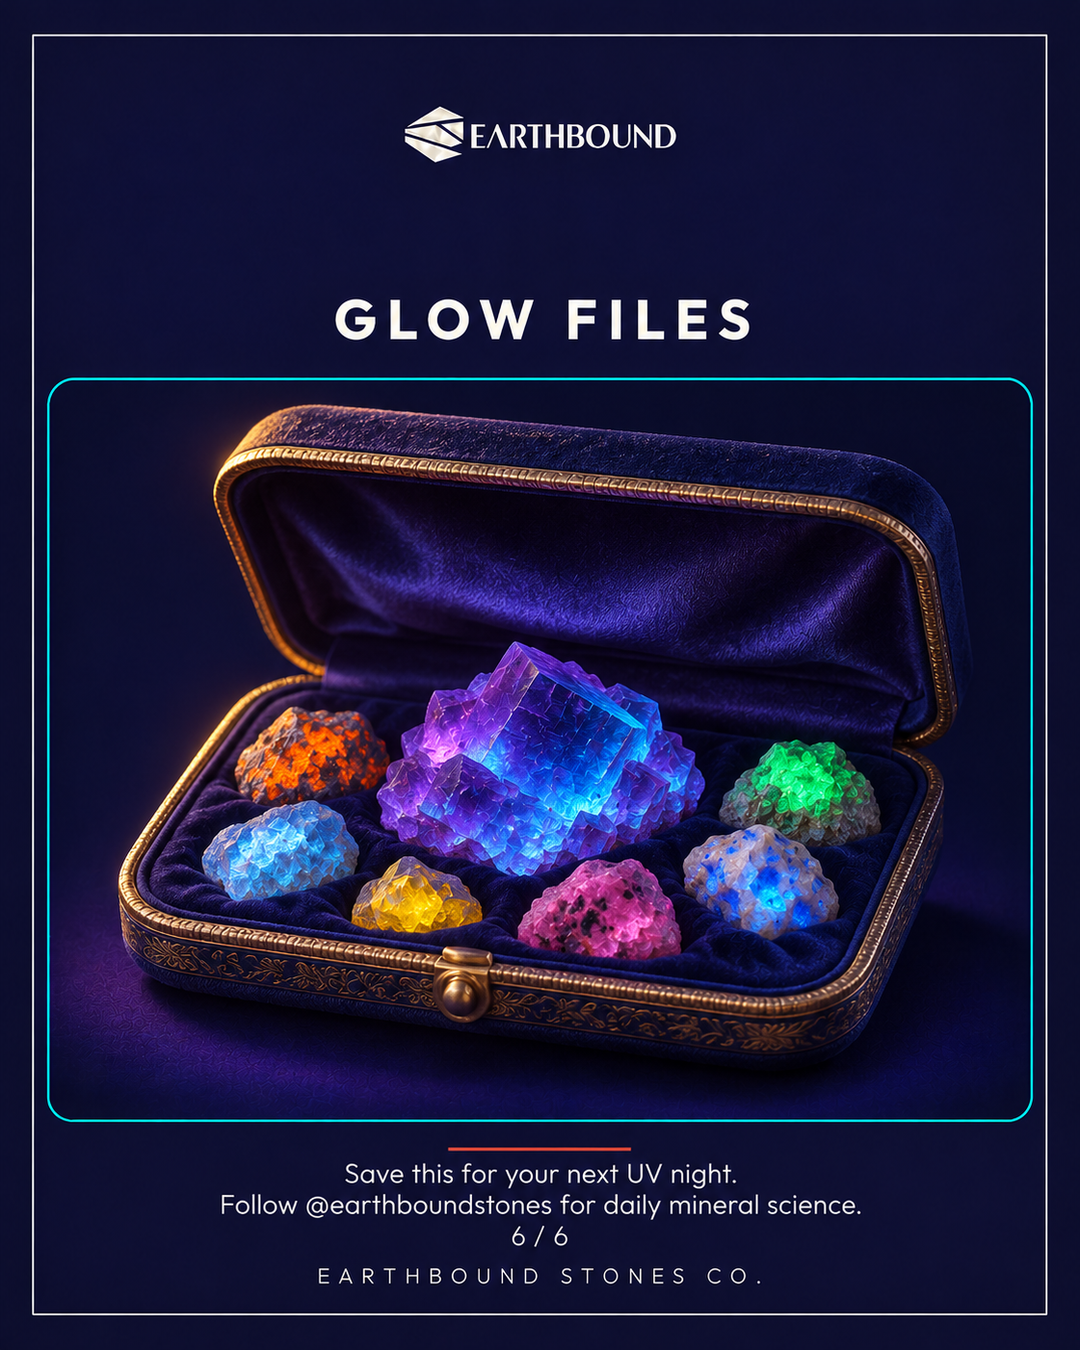 EARTHBOUND
GLOW FILES
Save this for your next UV night.
Follow @earthboundstones for daily mineral science.
6 / 6
EARTHBOUND STONES CO.